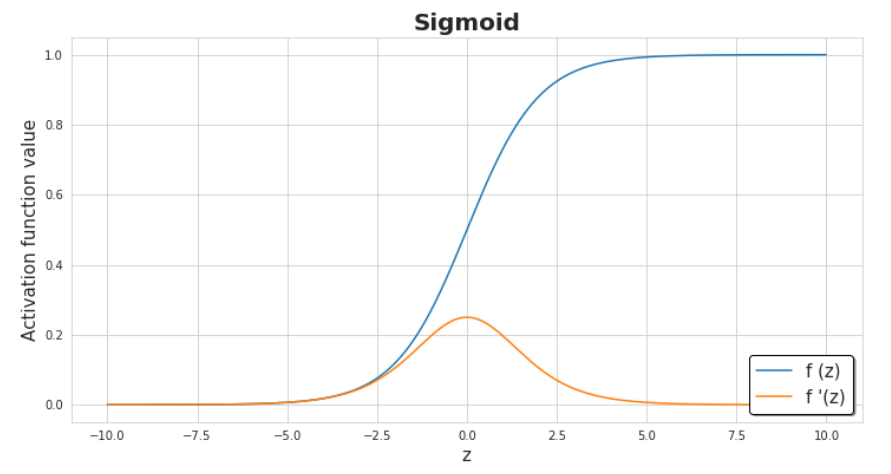 Sigmoid
Activation function value
1.0
0.8
0.6
0.4
0.2
0.0
−10.0 −7.5 −5.0 −2.5 0.0 2.5 5.0 7.5 10.0
z
f (z)
f '(z)